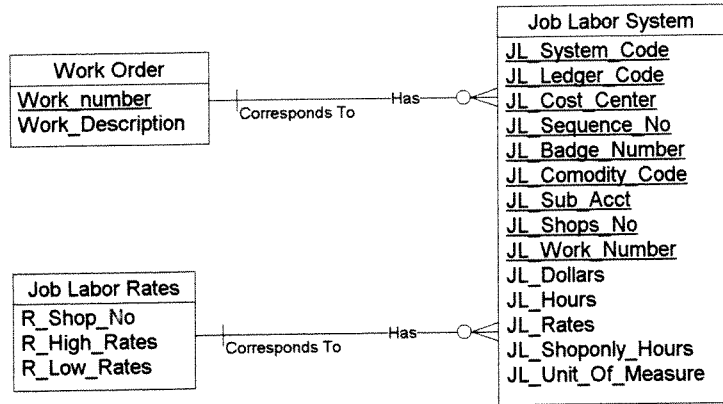 Work Order
Work_number
Work_Description
Corresponds To
Has
Job Labor System
JL_System_Code
JL_Ledger_Code
JL_Cost_Center
JL_Sequence_No
JL_Badge_Number
JL_Comodity_Code
JL_Sub_Acct
JL_Shops_No
JL_Work_Number
JL_Dollars
JL_Hours
JL_Rates
JL_Shoponly_Hours
JL_Unit_Of_Measure
Job Labor Rates
R_Shop_No
R_High_Rates
R_Low_Rates
Corresponds To
Has